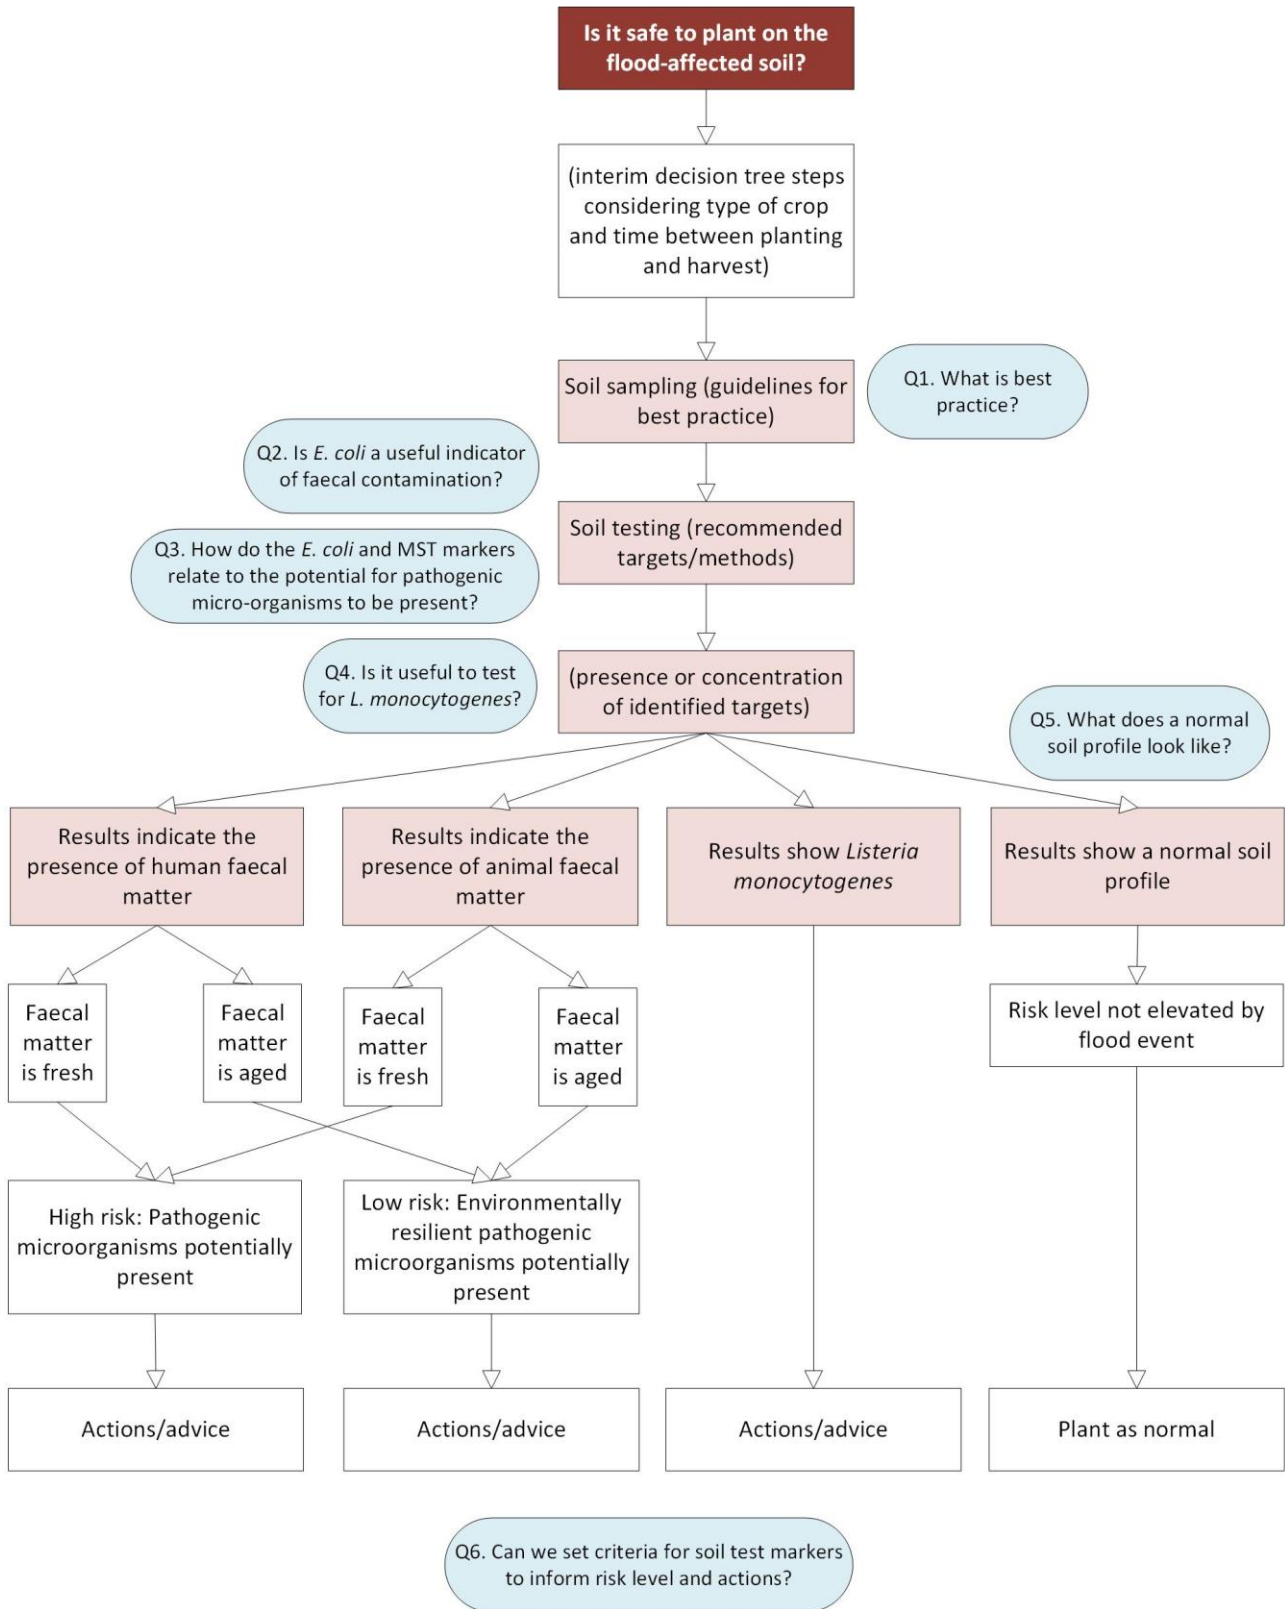 Is it safe to plant on the
flood-affected soil?
(interim decision tree steps
considering type of crop
and time between planting
and harvest)
Soil sampling (guidelines for
best practice)
Q1. What is best
practice?
Q2. Is E. coli a useful indicator
of faecal contamination?
Soil testing (recommended
targets/methods)
Q3. How do the E. coli and MST markers
relate to the potential for pathogenic
micro-organisms to be present?
Q4. Is it useful to test
for L. monocytogenes?
(presence or concentration
of identified targets)
Q5. What does a normal
soil profile look like?
Results indicate the
presence of human faecal
matter
Results indicate the
presence of animal faecal
matter
Results show Listeria
monocytogenes
Results show a normal soil
profile
Faecal
matter
is fresh
Faecal
matter
is aged
Faecal
matter
is fresh
Faecal
matter
is aged
Risk level not elevated by
flood event
High risk: Pathogenic
microorganisms potentially
present
Low risk: Environmentally
resilient pathogenic
microorganisms potentially
present
Actions/advice
Actions/advice
Actions/advice
Plant as normal
Q6. Can we set criteria for soil test markers
to inform risk level and actions?